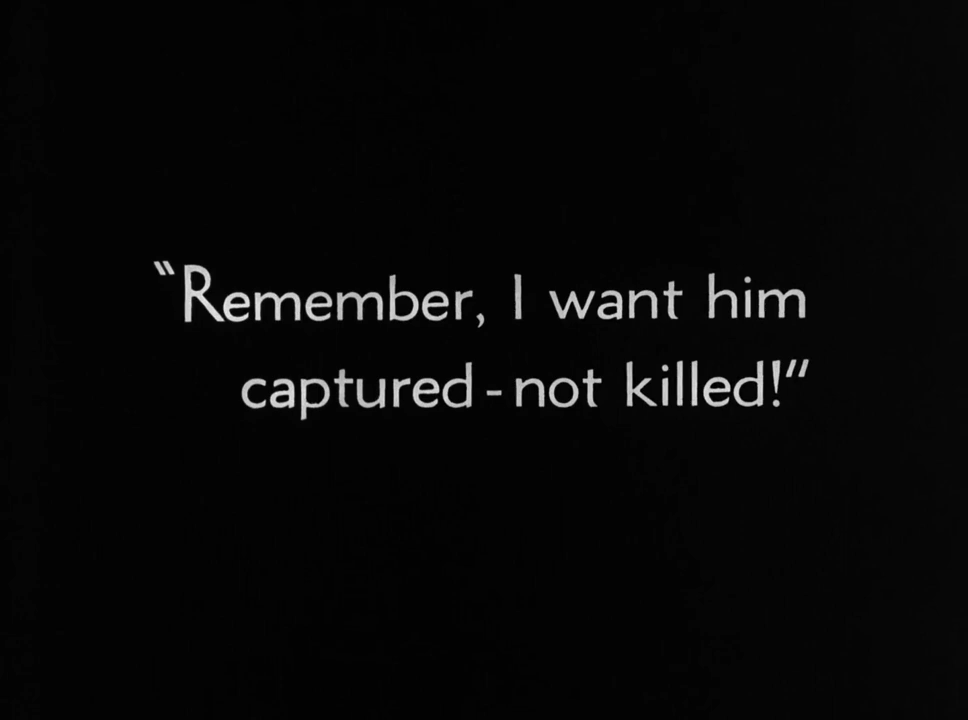 “Remember, I want him
captured - not killed!”